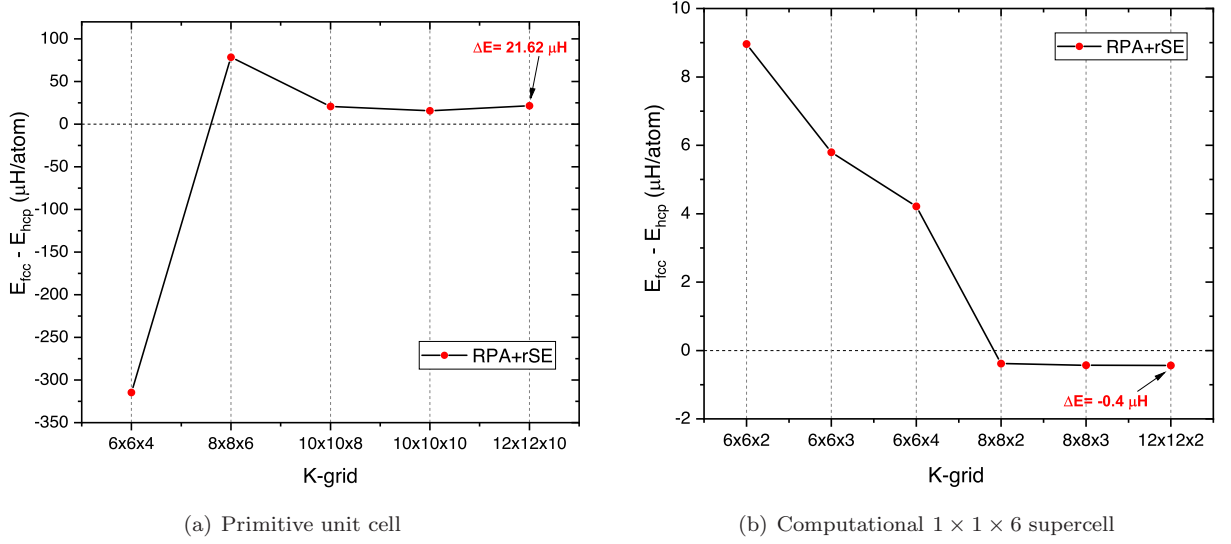 100
50
0
-50
-100
-150
-200
-250
-300
-350
E_fcc - E_hcp (μH/atom)
ΔE= 21.62 μH
RPA+rSE
6x6x4 8x8x6 10x10x8 10x10x10 12x12x10
K-grid
(a) Primitive unit cell
10
8
6
4
2
0
-2
E_fcc - E_hcp (μH/atom)
RPA+rSE
ΔE= -0.4 μH
6x6x2 6x6x3 6x6x4 8x8x2 8x8x3 12x12x2
K-grid
(b) Computational 1 × 1 × 6 supercell